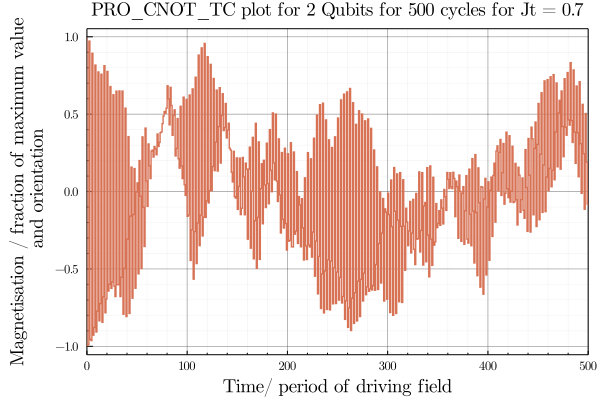 PRO_CNOT_TC plot for 2 Qubits for 500 cycles for Jt = 0.7
Magnetisation / fraction of maximum value
and orientation
1.0
0.5
0.0
−0.5
−1.0
0
100
200
300
400
500
Time/ period of driving field